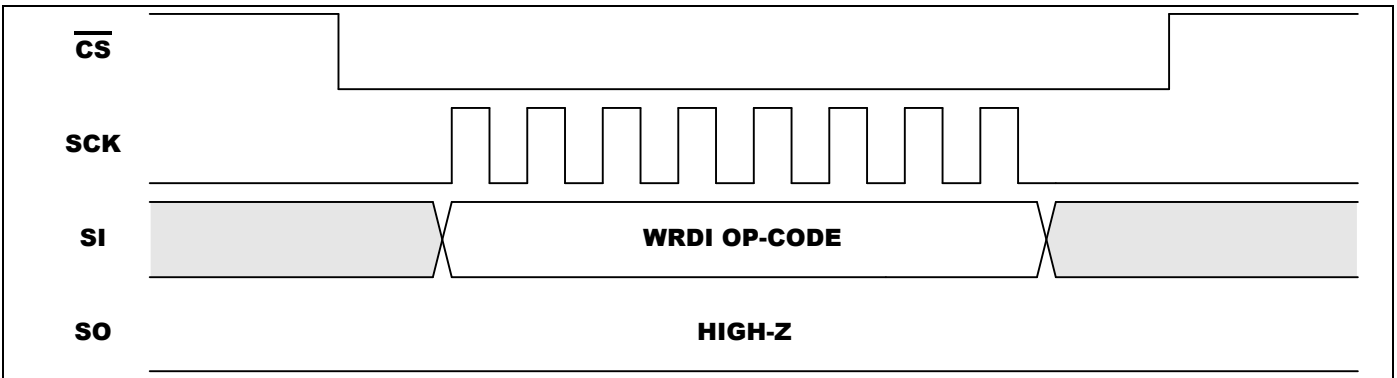 CS
SCK
SI
WRDI OP-CODE
SO
HIGH-Z